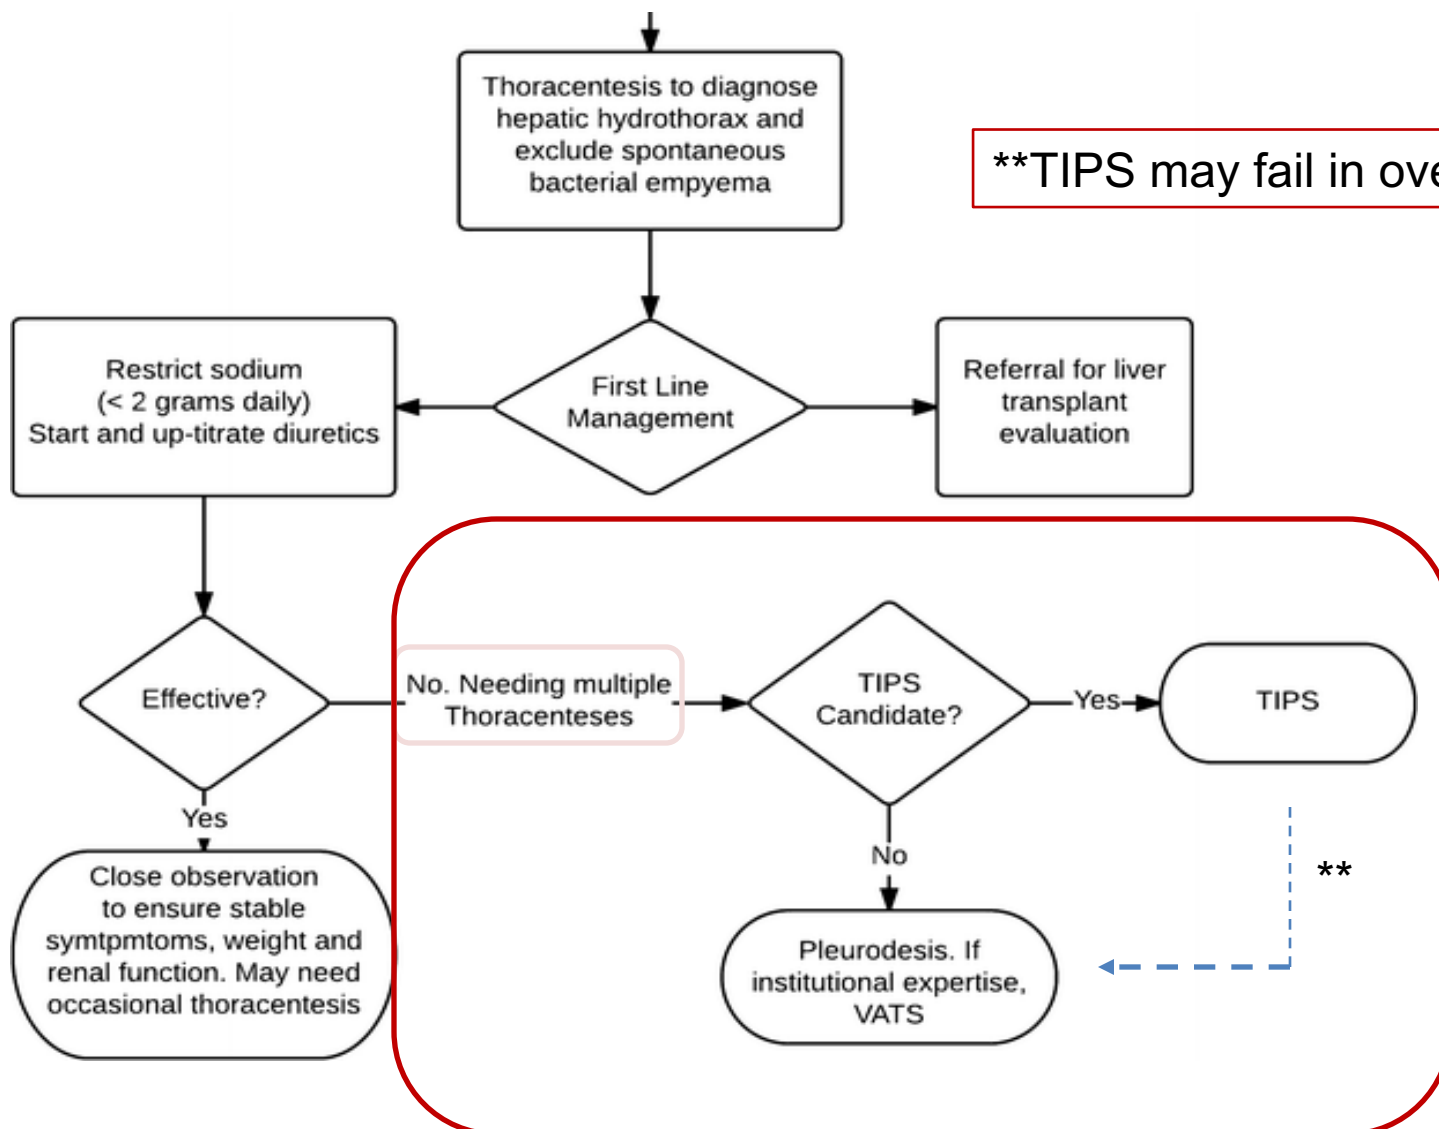 Thoracentesis to diagnose
hepatic hydrothorax and
exclude spontaneous
bacterial empyema
**TIPS may fail in ove
Restrict sodium
(< 2 grams daily)
Start and up-titrate diuretics
First Line
Management
Referral for liver
transplant
evaluation
Effective?
No. Needing multiple
Thoracenteses
TIPS
Candidate?
Yes
TIPS
Yes
No
**
Close observation
to ensure stable
symtpmtoms, weight and
renal function. May need
occasional thoracentesis
Pleurodesis. If
institutional expertise,
VATS